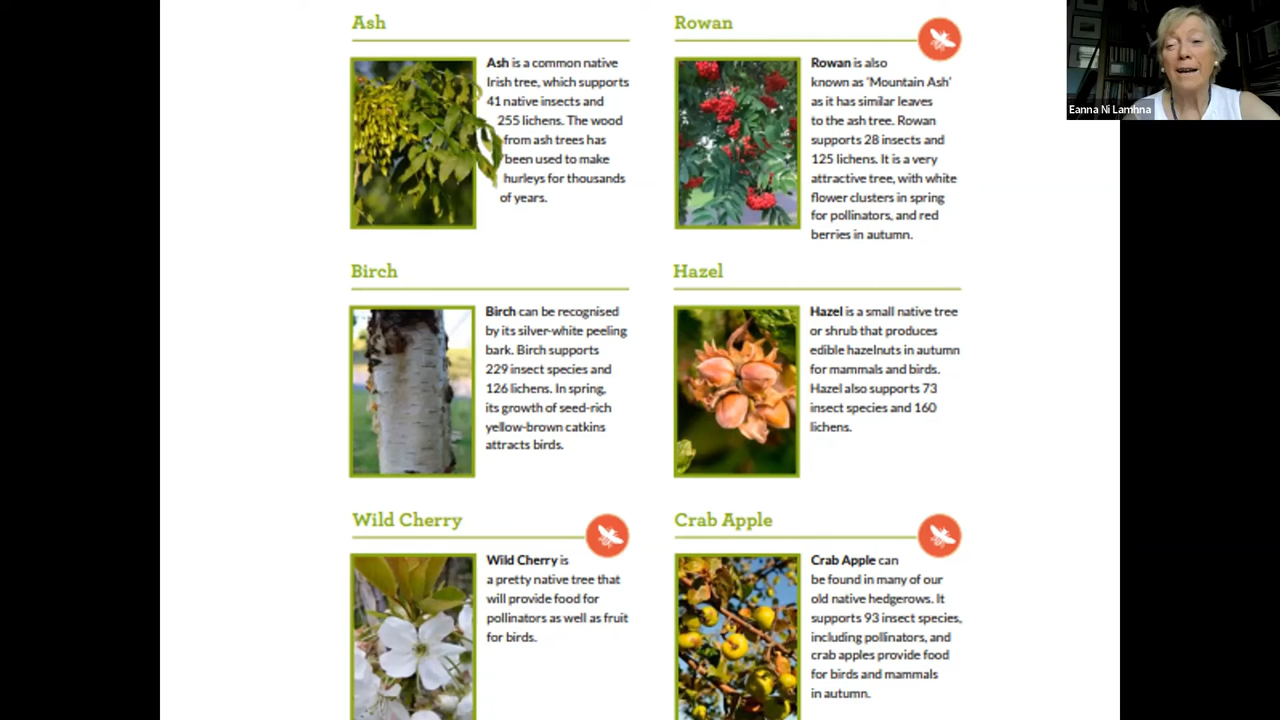 Ash
Ash is a common native
Irish tree, which supports
41 native insects and
255 lichens. The wood
from ash trees has
been used to make
hurleys for thousands
of years.
Rowan
Rowan is also
known as 'Mountain Ash'
as it has similar leaves
to the ash tree. Rowan
supports 28 insects and
125 lichens. It is a very
attractive tree, with white
flower clusters in spring
for pollinators, and red
berries in autumn.
Birch
Birch can be recognised
by its silver-white peeling
bark. Birch supports
229 insect species and
126 lichens. In spring,
its growth of seed-rich
yellow-brown catkins
attracts birds.
Hazel
Hazel is a small native tree
or shrub that produces
edible hazelnuts in autumn
for mammals and birds.
Hazel also supports 73
insect species and 160
lichens.
Wild Cherry
Wild Cherry is
a pretty native tree that
will provide food for
pollinators as well as fruit
for birds.
Crab Apple
Crab Apple can
be found in many of our
old native hedgerows. It
supports 93 insect species,
including pollinators, and
crab apples provide food
for birds and mammals
in autumn.
Eanna Ni Lamhna